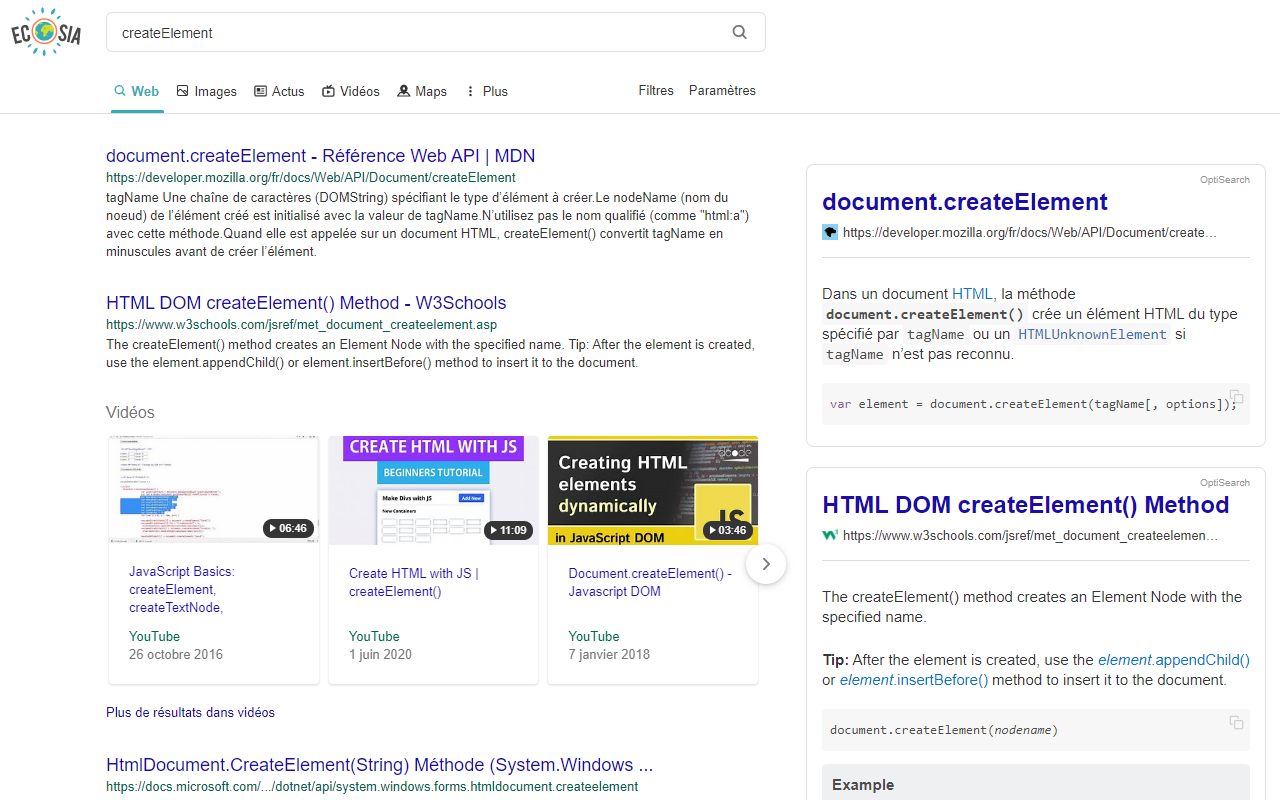 ECOSIA
createElement
Web
Images
Actus
Vidéos
Maps
Plus
Filtres
Paramètres
document.createElement - Référence Web API | MDN
https://developer.mozilla.org/fr/docs/Web/API/Document/createElement
tagName Une chaîne de caractères (DOMString) spécifiant le type d’élément à créer.Le nodeName (nom du
noeud) de l’élément créé est initialisé avec la valeur de tagName.N’utilisez pas le nom qualifié (comme "html:a")
avec cette méthode.Quand elle est appelée sur un document HTML, createElement() convertit tagName en
minuscules avant de créer l’élément.
HTML DOM createElement() Method - W3Schools
https://www.w3schools.com/jsref/met_document_createelement.asp
The createElement() method creates an Element Node with the specified name. Tip: After the element is created,
use the element.appendChild() or element.insertBefore() method to insert it to the document.
Vidéos
06:46
JavaScript Basics:
createElement,
createTextNode,
YouTube
26 octobre 2016
CREATE HTML WITH JS
BEGINNERS TUTORIAL
Make Divs with JS
Add New
New Containers
11:09
Create HTML with JS |
createElement()
YouTube
1 juin 2020
dcode
Creating HTML
elements
dynamically
JS
03:46
in JavaScript DOM
Document.createElement() -
Javascript DOM
YouTube
7 janvier 2018
Plus de résultats dans vidéos
HtmlDocument.CreateElement(String) Méthode (System.Windows ...
https://docs.microsoft.com/.../dotnet/api/system.windows.forms.htmldocument.createelement
OptiSearch
document.createElement
https://developer.mozilla.org/fr/docs/Web/API/Document/create…
Dans un document HTML, la méthode
document.createElement() crée un élément HTML du type
spécifié par tagName ou un HTMLUnknownElement si
tagName n’est pas reconnu.
var element = document.createElement(tagName[, options]);
OptiSearch
HTML DOM createElement() Method
https://www.w3schools.com/jsref/met_document_createelemen…
The createElement() method creates an Element Node with the
specified name.
Tip: After the element is created, use the element.appendChild()
or element.insertBefore() method to insert it to the document.
document.createElement(nodename)
Example